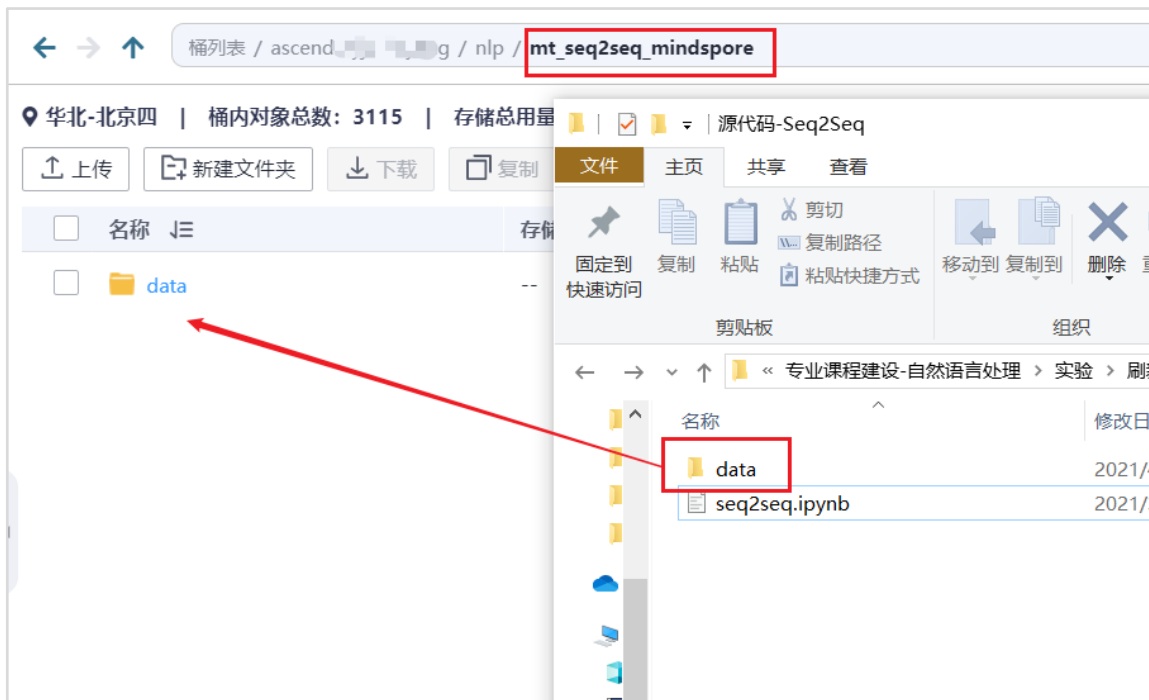 桶列表 / ascend g / nlp / mt_seq2seq_mindspore
华北-北京四 | 桶内对象总数：3115 | 存储总用量
上传 新建文件夹 下载 复制
名称 存储
data --
源代码-Seq2Seq
文件 主页 共享 查看
固定到
快速访问
复制
粘贴
剪切
复制路径
粘贴快捷方式
移动到 复制到 删除
剪贴板 组织
« 专业课程建设-自然语言处理 > 实验 > 刷
名称 修改日
data 2021/
seq2seq.ipynb 2021/